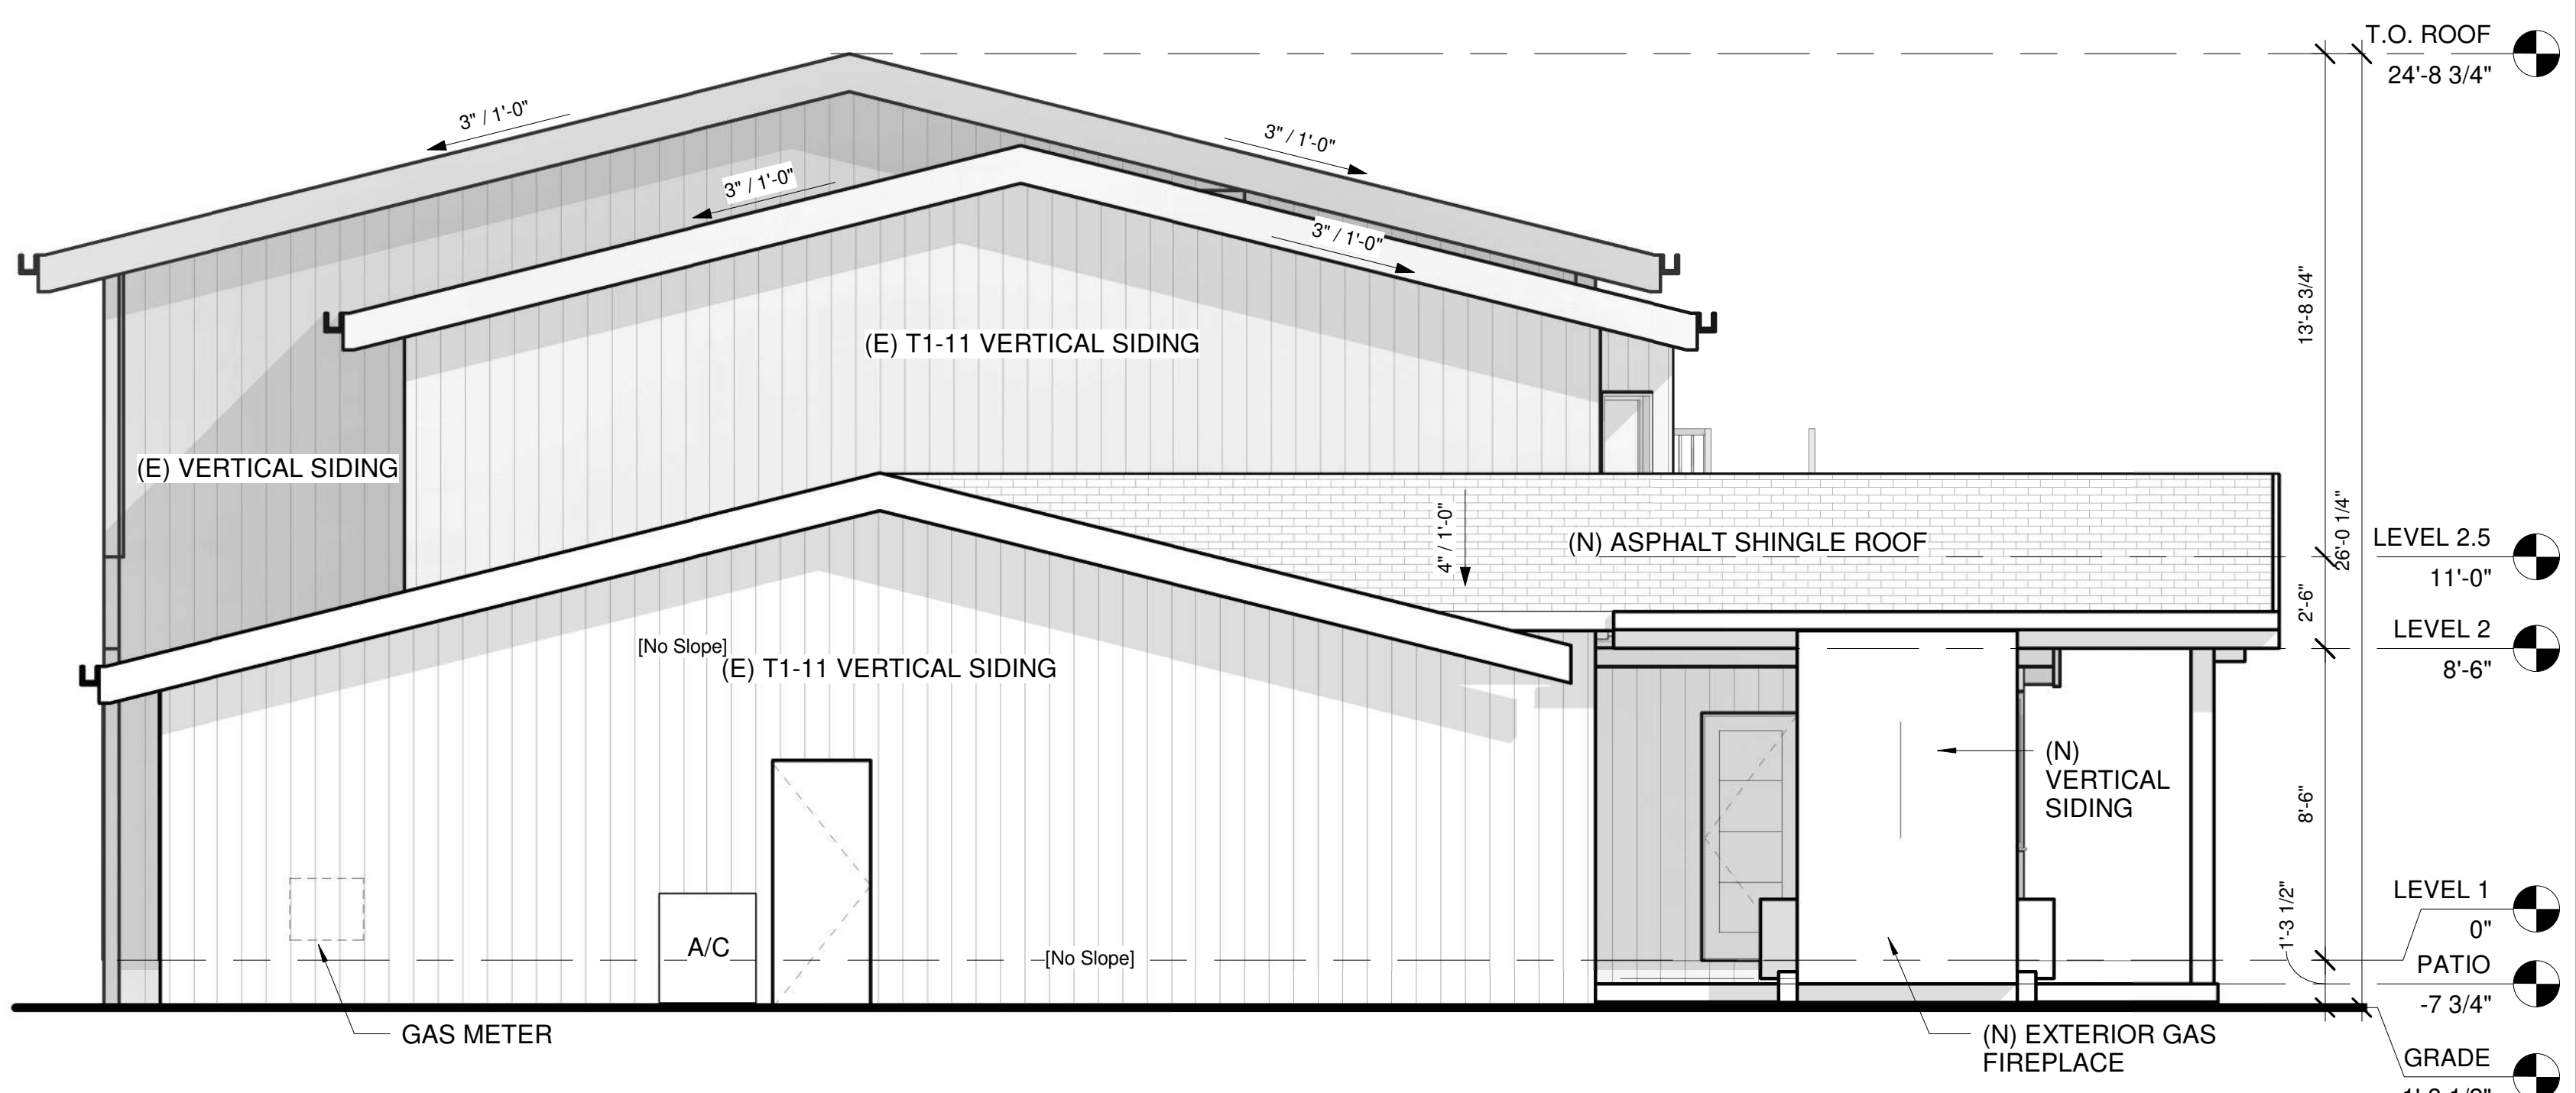 T.O. ROOF
24'-8 3/4"
3" / 1'-0"
3" / 1'-0"
3" / 1'-0"
3" / 1'-0"
13'-8 3/4"
(E) T1-11 VERTICAL SIDING
(E) VERTICAL SIDING
4" / 1'-0"
(N) ASPHALT SHINGLE ROOF
26'-0 1/4"
LEVEL 2.5
11'-0"
2'-6"
LEVEL 2
8'-6"
[No Slope]
(E) T1-11 VERTICAL SIDING
(N)
VERTICAL
SIDING
8'-6"
LEVEL 1
0"
1'-3 1/2"
A/C
[No Slope]
PATIO
-7 3/4"
GAS METER
(N) EXTERIOR GAS
FIREPLACE
GRADE